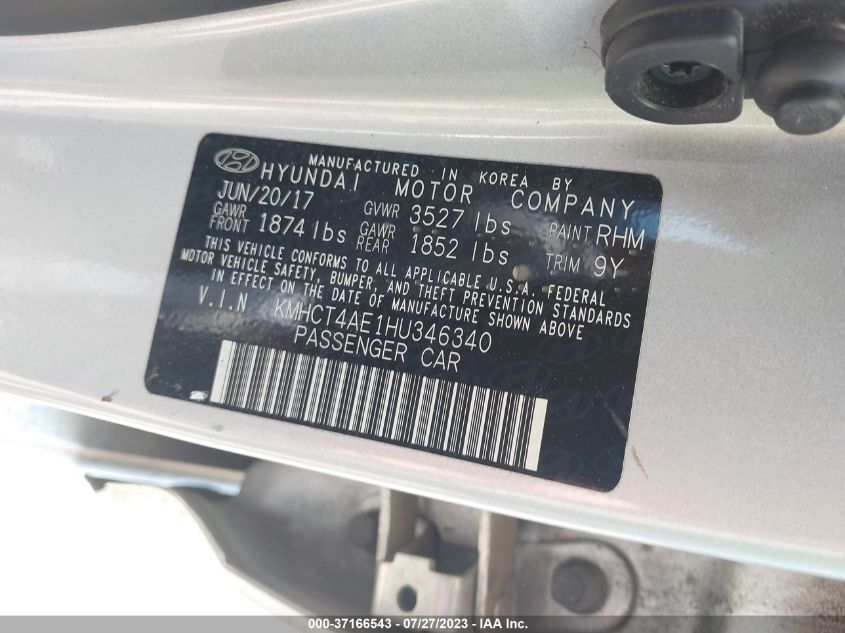 MANUFACTURED IN KOREA BY
HYUNDAI MOTOR COMPANY
JUN/20/17 GVWR 3527 lbs PAINT RHM
GAWR FRONT 1874 lbs GAWR REAR 1852 lbs TRIM 9Y
THIS VEHICLE CONFORMS TO ALL APPLICABLE U.S.A. FEDERAL
MOTOR VEHICLE SAFETY, BUMPER, AND THEFT PREVENTION STANDARDS
IN EFFECT ON THE DATE OF MANUFACTURE SHOWN ABOVE
V.I.N KMHCT4AE1HU346340
PASSENGER CAR
000-37166543 - 07/27/2023 - IAA Inc.